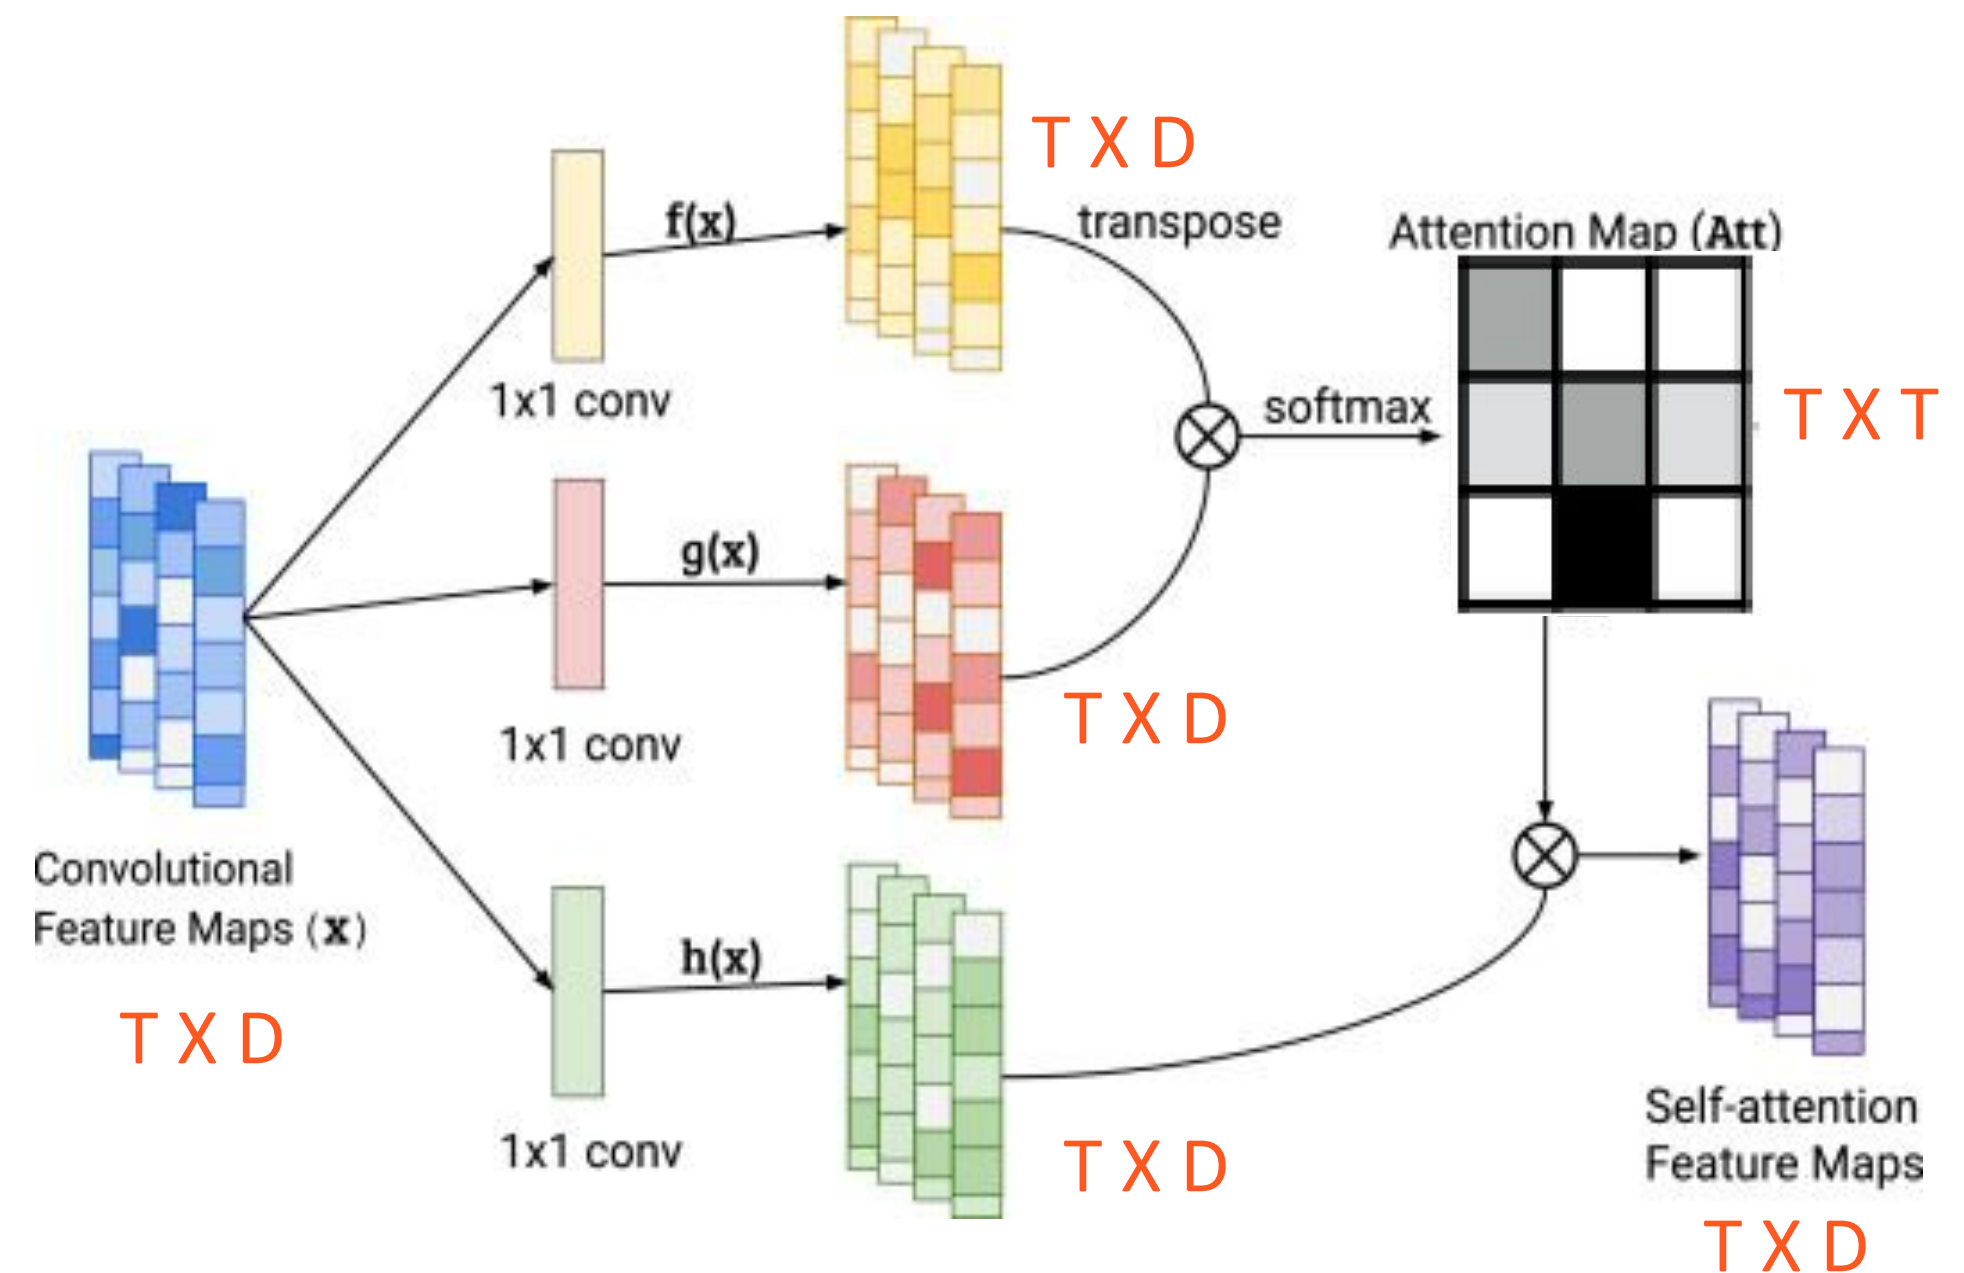 T X D
transpose
f(x)
1x1 conv
Attention Map (Att)
softmax
T X T
g(x)
1x1 conv
T X D
Convolutional
Feature Maps (x)
T X D
h(x)
1x1 conv
T X D
Self-attention
Feature Maps
T X D